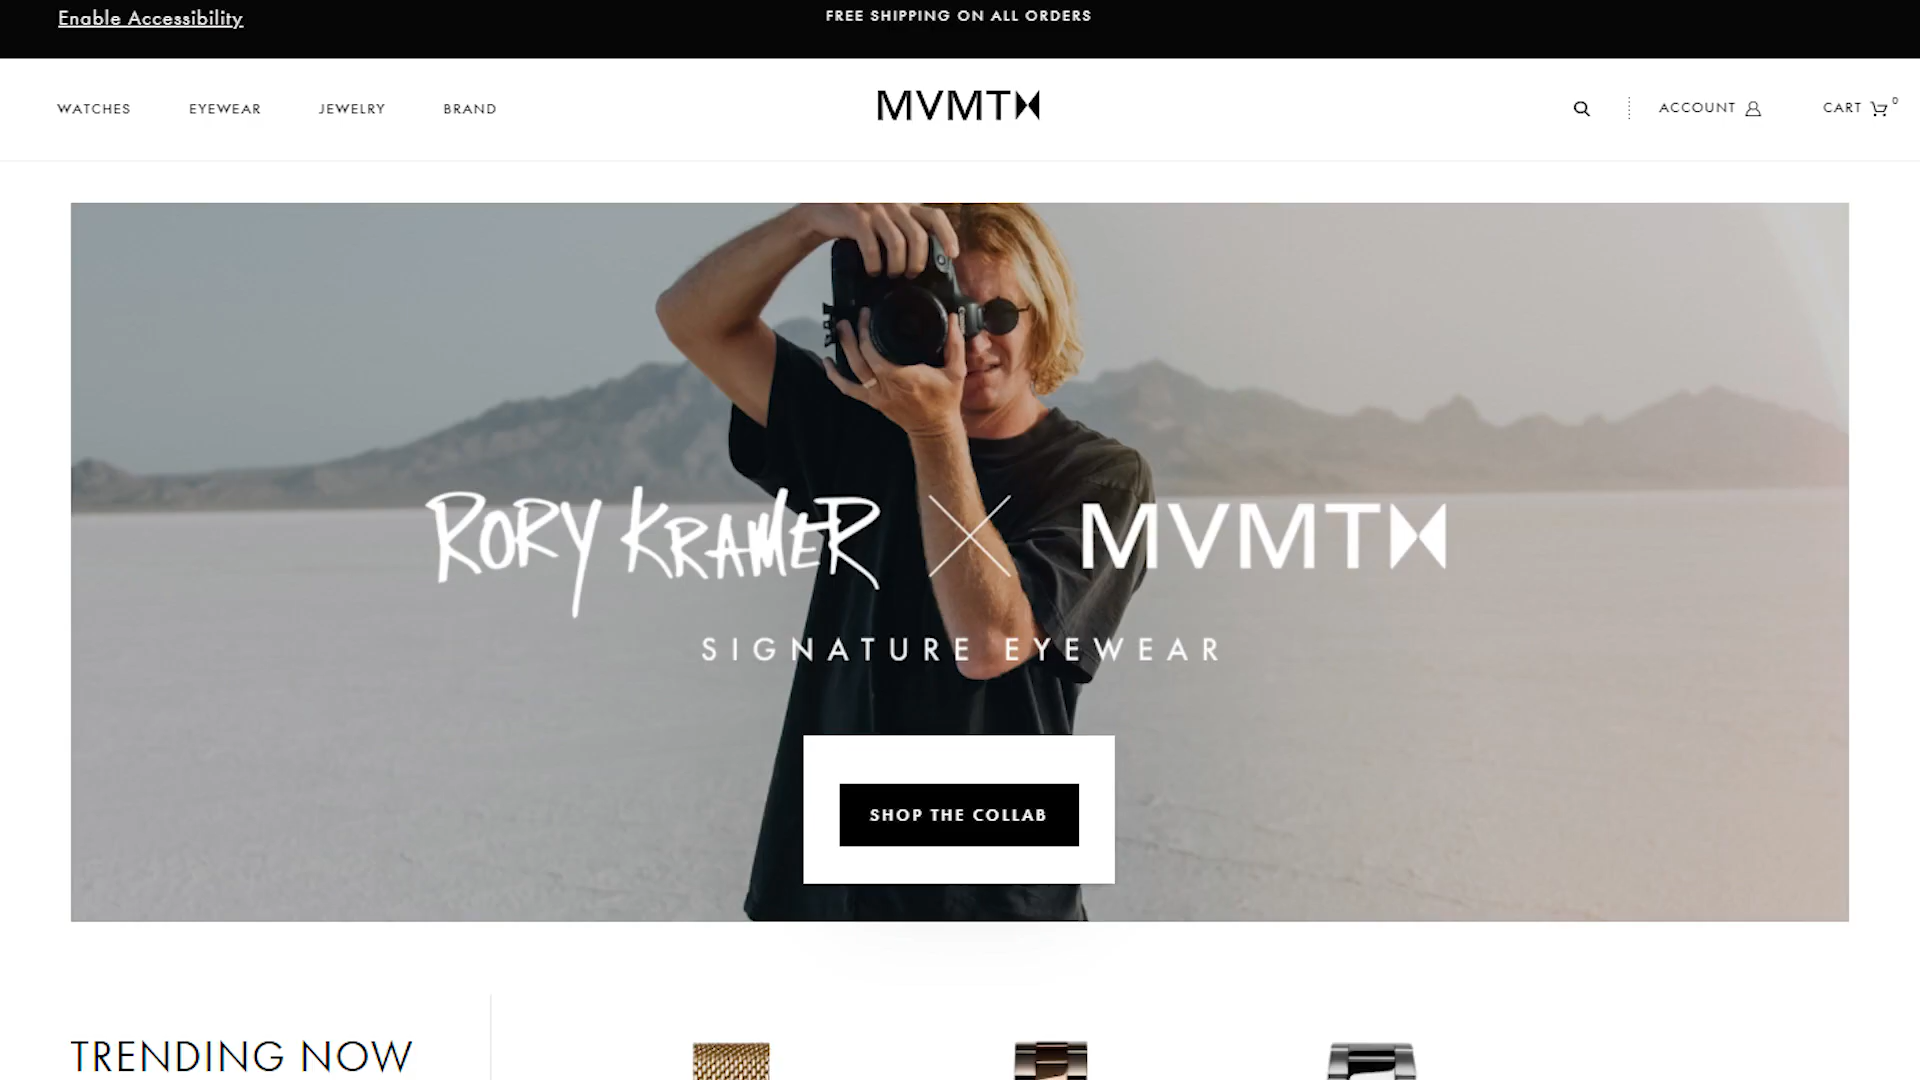 Enable Accessibility
FREE SHIPPING ON ALL ORDERS
WATCHES
EYEWEAR
JEWELRY
BRAND
MVMT
ACCOUNT
CART 0
RORY KRAMER X MVMT
SIGNATURE EYEWEAR
SHOP THE COLLAB
TRENDING NOW